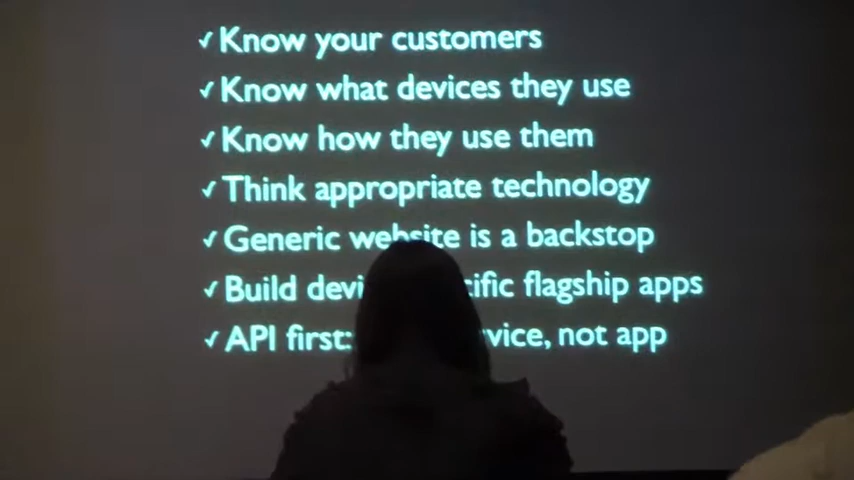 ✓ Know your customers
✓ Know what devices they use
✓ Know how they use them
✓ Think appropriate technology
✓ Generic website is a backstop
✓ Build flagship apps
✓ API first: not app